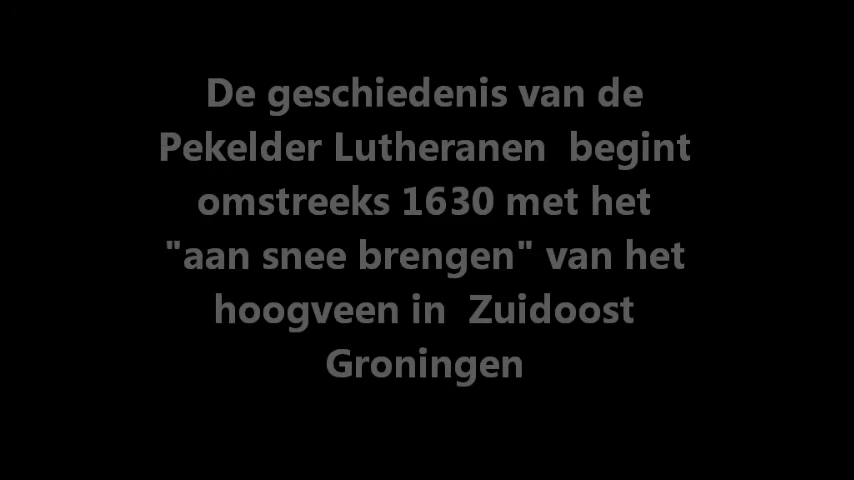 De geschiedenis van de
Pekelder Lutheranen  begint
omstreeks 1630 met het
"aan snee brengen" van het
hoogveen in  Zuidoost
Groningen